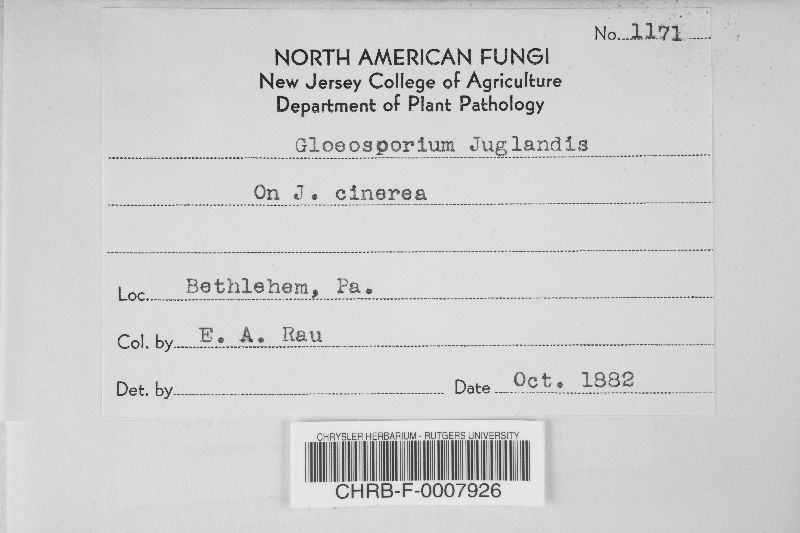 No. 1171
NORTH AMERICAN FUNGI
New Jersey College of Agriculture
Department of Plant Pathology
Gloeosporium Juglandis
On J. cinerea
Loc. Bethlehem, Pa.
Col. by E. A. Rau
Det. by Date Oct. 1882
CHRYSLER HERBARIUM - RUTGERS UNIVERSITY
CHRB-F-0007926